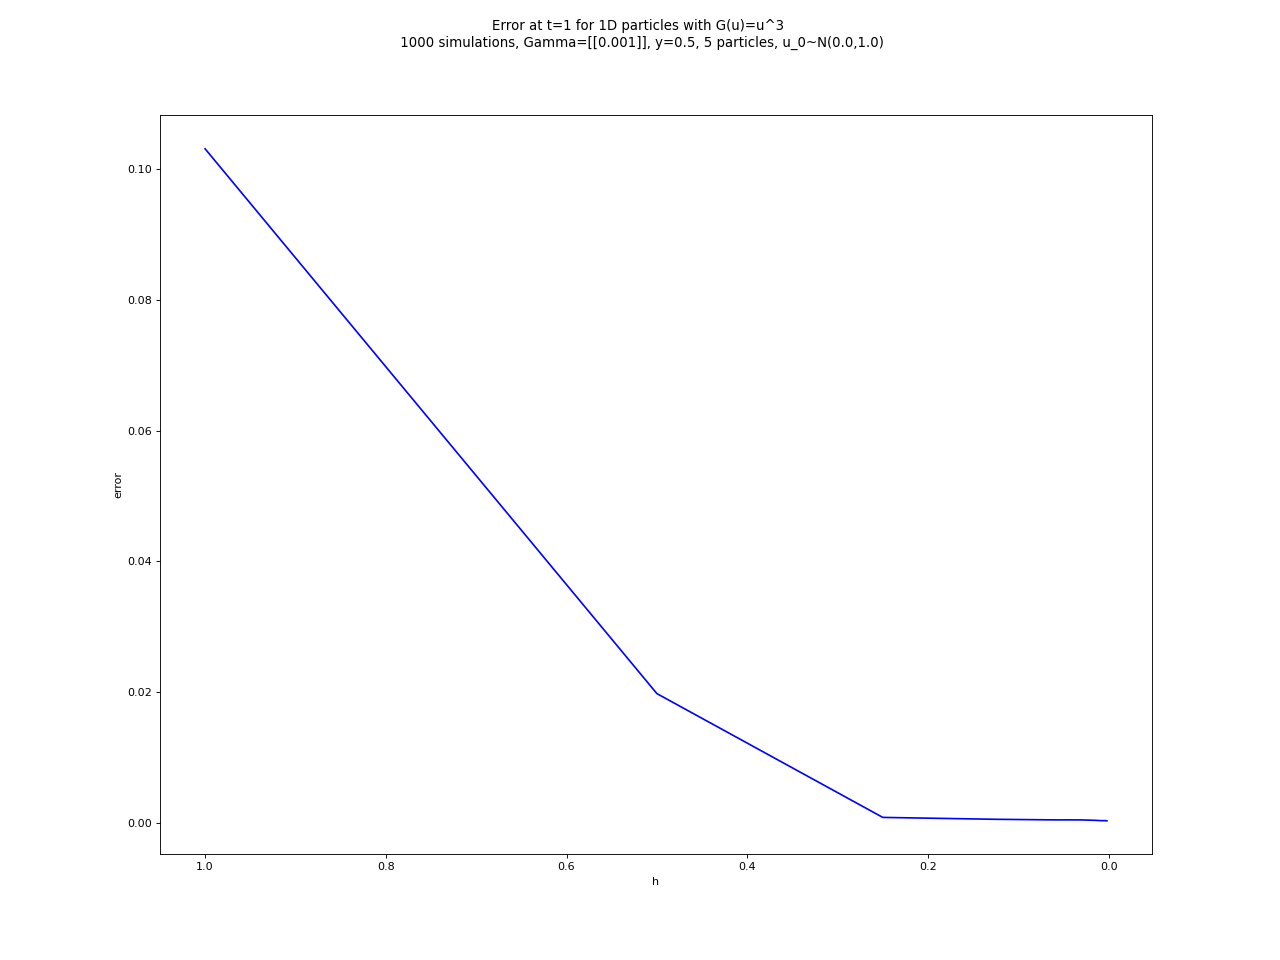 Error at t=1 for 1D particles with G(u)=u^3
1000 simulations, Gamma=[[0.001]], y=0.5, 5 particles, u_0~N(0.0,1.0)
0.10
0.08
0.06
error
0.04
0.02
0.00
1.0 0.8 0.6 0.4 0.2 0.0
h